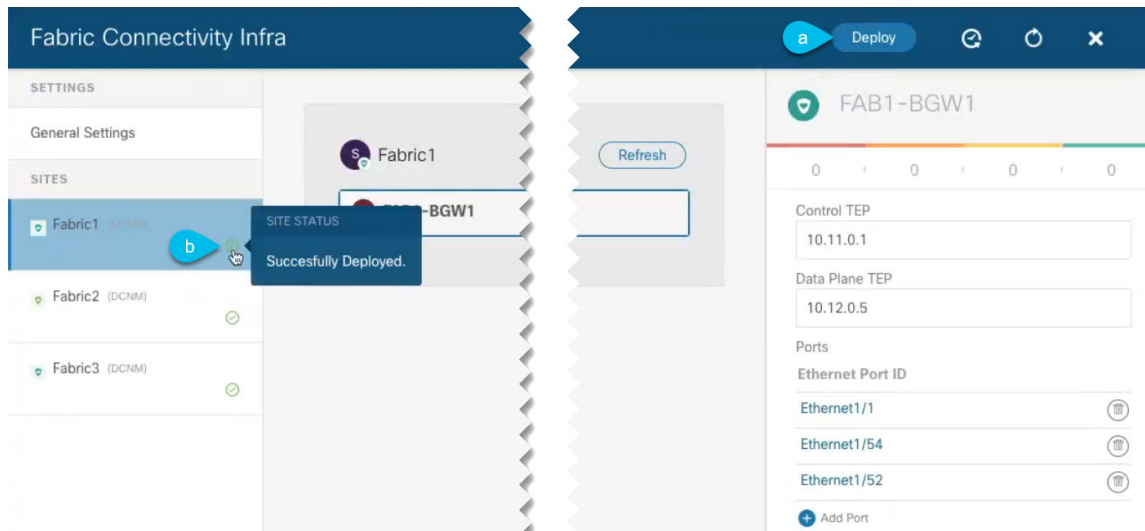 Fabric Connectivity Infra
a
Deploy
SETTINGS
General Settings
SITES
Fabric1
b
SITE STATUS
Succesfully Deployed.
Fabric2 (DCNM)
Fabric3 (DCNM)
S Fabric1
Refresh
-BGW1
FAB1-BGW1
0 0 0 0
Control TEP
10.11.0.1
Data Plane TEP
10.12.0.5
Ports
Ethernet Port ID
Ethernet1/1
Ethernet1/54
Ethernet1/52
Add Port